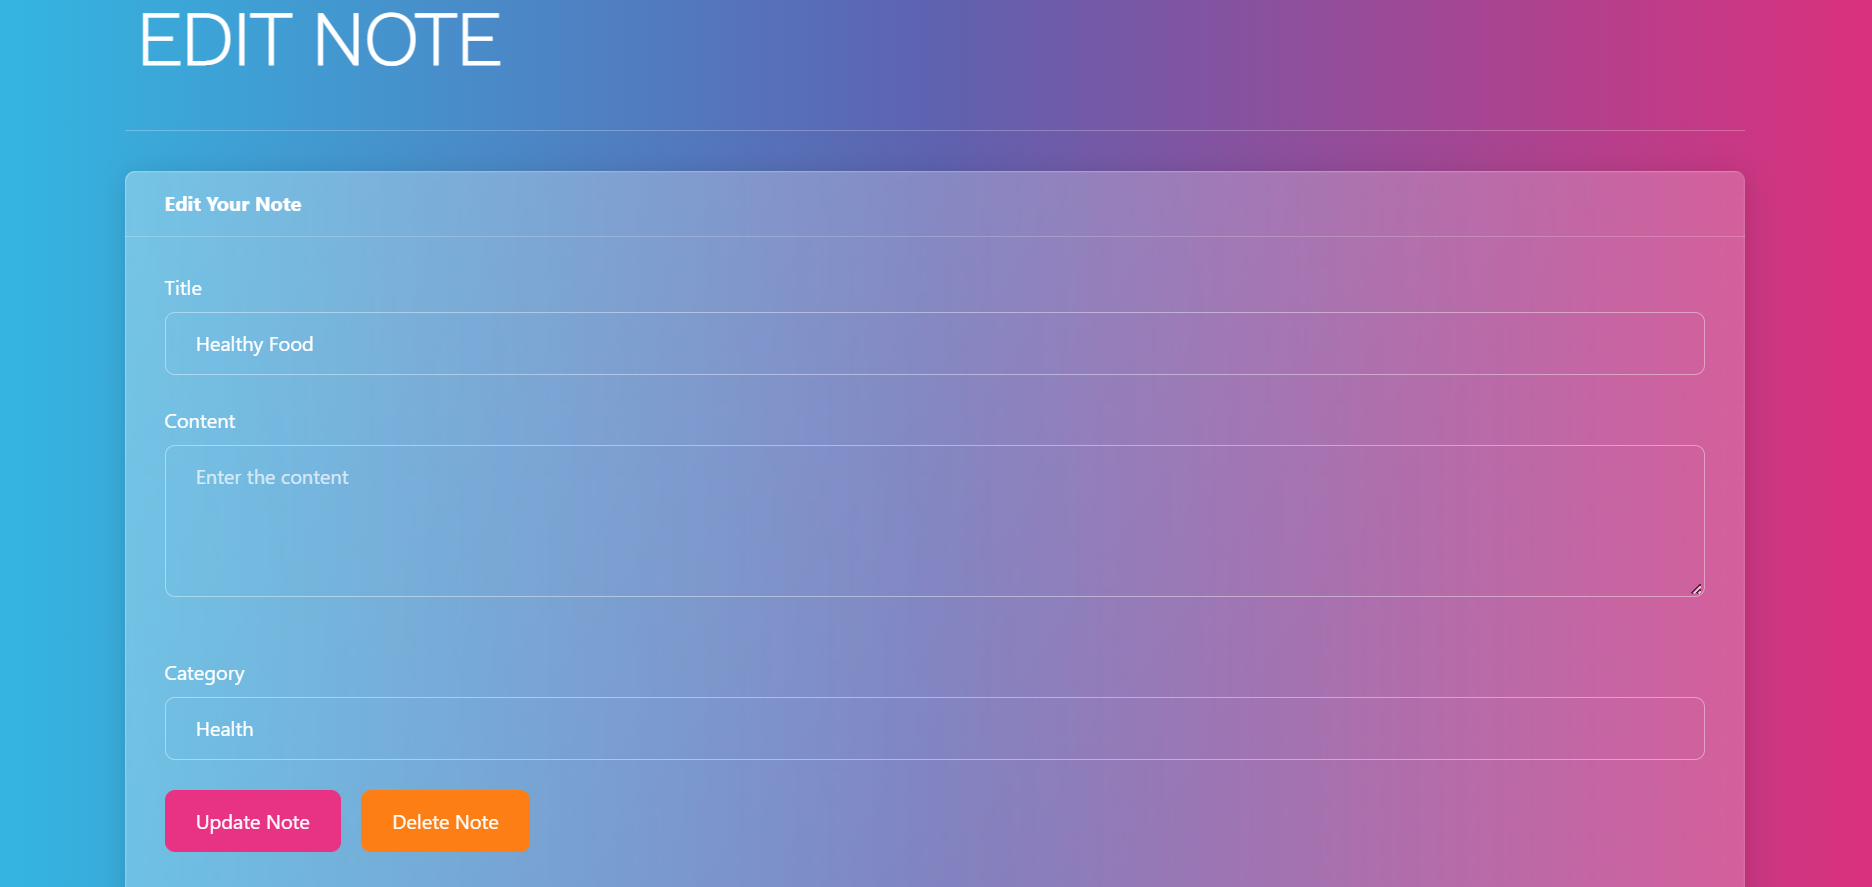 EDIT NOTE
Edit Your Note
Title
Healthy Food
Content
Enter the content
Category
Health
Update Note
Delete Note